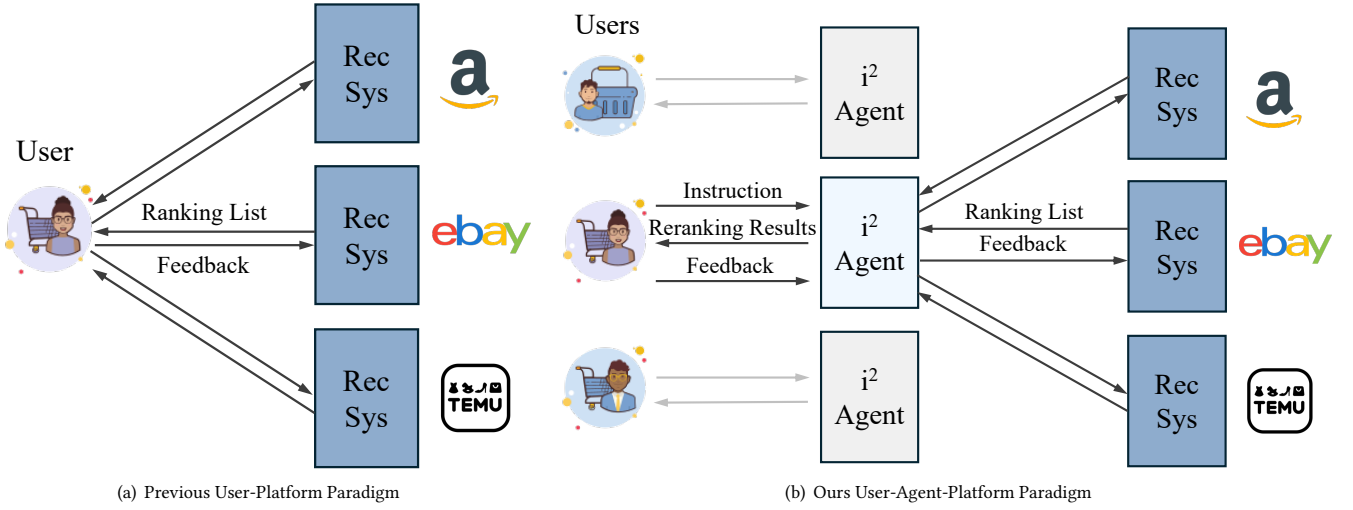 User
Rec
Sys
a
Ranking List
Feedback
Rec
Sys
ebay
Rec
Sys
TEMU
(a) Previous User-Platform Paradigm
Users
i²
Agent
Rec
Sys
a
Instruction
Reranking Results
Feedback
i²
Agent
Ranking List
Feedback
Rec
Sys
ebay
i²
Agent
Rec
Sys
TEMU
(b) Ours User-Agent-Platform Paradigm